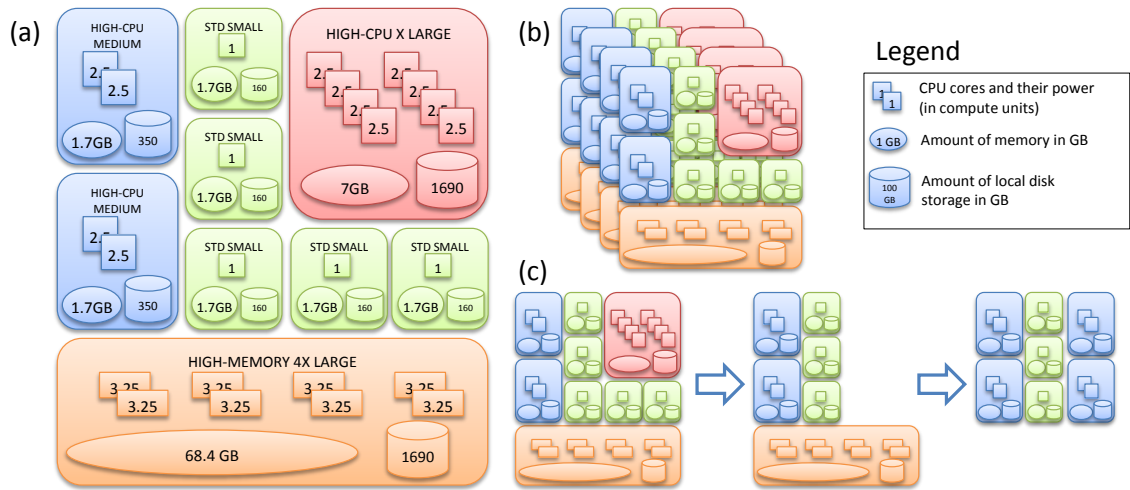 (a)
HIGH-CPU
MEDIUM
2.5
2.5
1.7GB
350
STD SMALL
1
1.7GB
160
HIGH-CPU X LARGE
2.5
2.5
2.5
2.5
2.5
2.5
2.5
2.5
7GB
1690
STD SMALL
1
1.7GB
160
HIGH-CPU
MEDIUM
2.5
2.5
1.7GB
350
STD SMALL
1
1.7GB
160
STD SMALL
1
1.7GB
160
STD SMALL
1
1.7GB
160
HIGH-MEMORY 4X LARGE
3.25
3.25
3.25
3.25
3.25
3.25
3.25
3.25
68.4 GB
1690
(b)
Legend
1
1
CPU cores and their power
(in compute units)
1 GB
Amount of memory in GB
100
GB
Amount of local disk
storage in GB
(c)